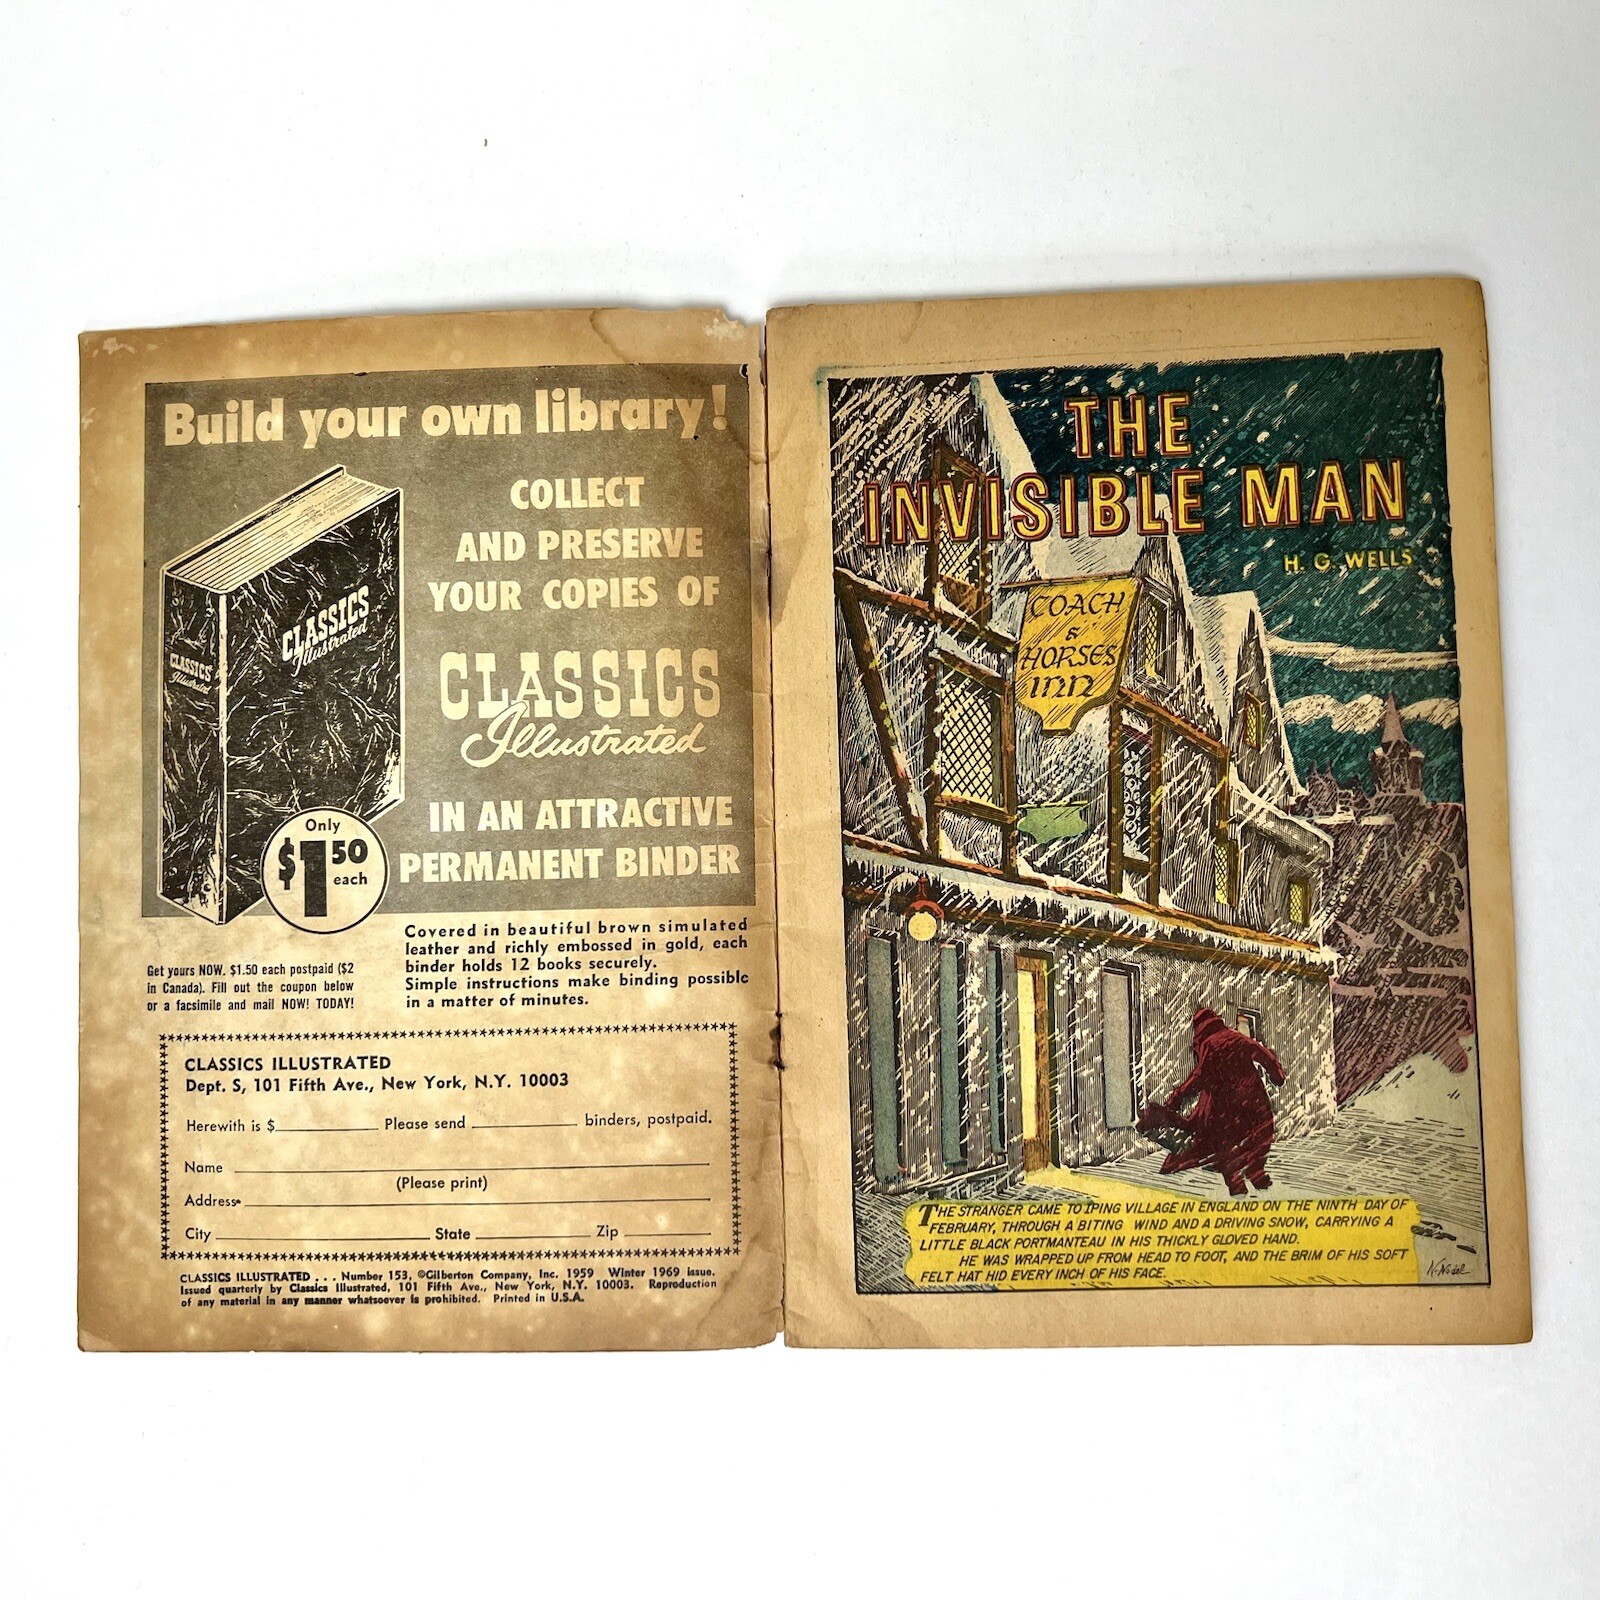 Build your own library!
COLLECT
AND PRESERVE
YOUR COPIES OF
CLASSICS
Illustrated
IN AN ATTRACTIVE
PERMANENT BINDER
CLASSICS
Illustrated
CLASSICS
Illustrated
Only
$1.50
each
Covered in beautiful brown simulated
leather and richly embossed in gold, each
binder holds 12 books securely.
Simple instructions make binding possible
in a matter of minutes.
Get yours NOW. $1.50 each postpaid ($2
in Canada). Fill out the coupon below
or a facsimile and mail NOW! TODAY!
CLASSICS ILLUSTRATED
Dept. S, 101 Fifth Ave., New York, N.Y. 10003
Herewith is $ Please send binders, postpaid.
Name
(Please print)
Address
City State Zip
CLASSICS ILLUSTRATED . . . Number 153, ©Gilberton Company, Inc. 1959 Winter 1969 issue.
Issued quarterly by Classics Illustrated, 101 Fifth Ave., New York, N.Y. 10003. Reproduction
of any material in any manner whatsoever is prohibited. Printed in U.S.A.
THE
INVISIBLE MAN
H. G. WELLS
COACH
&
HORSES
INN
THE STRANGER CAME TO IPING VILLAGE IN ENGLAND ON THE NINTH DAY OF
FEBRUARY, THROUGH A BITING WIND AND A DRIVING SNOW, CARRYING A
LITTLE BLACK PORTMANTEAU IN HIS THICKLY GLOVED HAND.
HE WAS WRAPPED UP FROM HEAD TO FOOT, AND THE BRIM OF HIS SOFT
FELT HAT HID EVERY INCH OF HIS FACE.
N. Nodel